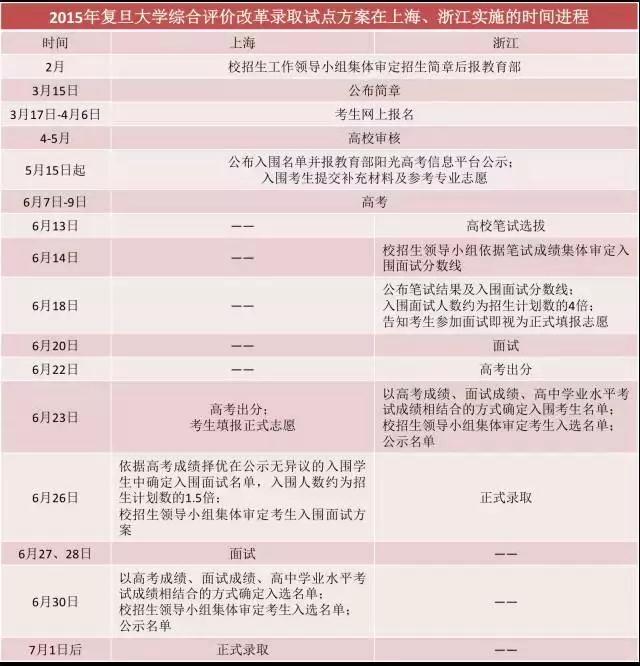 2015年复旦大学综合评价改革录取试点方案在上海、浙江实施的时间进程
时间 上海 浙江
2月 校招生工作领导小组集体审定招生简章后报教育部
3月15日 公布简章
3月17日-4月6日 考生网上报名
4-5月 高校审核
5月15日起 公布入围名单并报教育部阳光高考信息平台公示;
入围考生提交补充材料及参考专业志愿
6月7日-9日 高考
6月13日 —— 高校笔试选拔
6月14日 —— 校招生领导小组依据笔试成绩集体审定入
围面试分数线
6月18日 —— 公布笔试结果及入围面试分数线;
入围面试人数约为招生计划数的4倍;
告知考生参加面试即视为正式填报志愿
6月20日 —— 面试
6月22日 —— 高考出分
6月23日 高考出分;
考生填报正式志愿
以高考成绩、面试成绩、高中学业水平考
试成绩相结合的方式确定入围考生名单;
校招生领导小组集体审定考生入选名单;
公示名单
6月26日 依据高考成绩择优在公示无异议的入围学
生中确定入围面试名单，入围人数约为招
生计划数的1.5倍;
校招生领导小组集体审定考生入围面试方
案
正式录取
6月27、28日 面试 ——
6月30日 以高考成绩、面试成绩、高中学业水平考
试成绩相结合的方式确定入选名单;
校招生领导小组集体审定考生入选名单;
公示名单
——
7月1日后 正式录取 ——